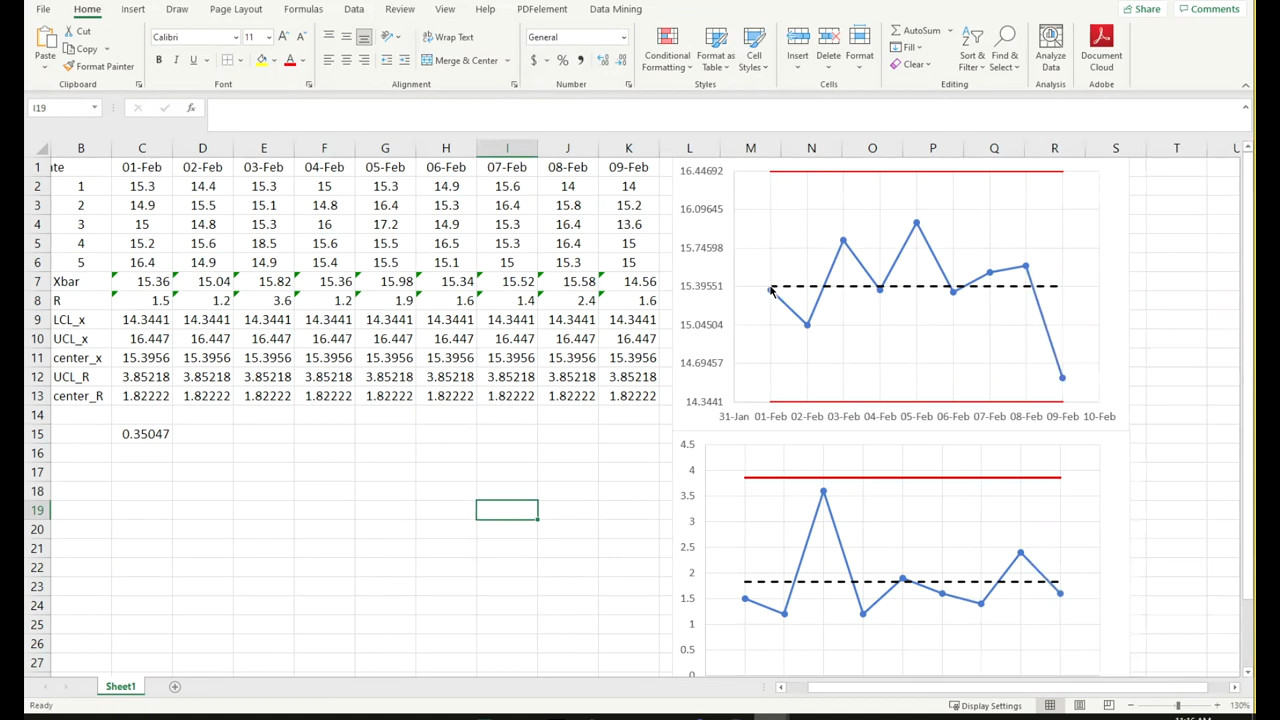 File Home Insert Draw Page Layout Formulas Data Review View Help PDFelement Data Mining Share Comments
Paste Cut Copy Format Painter Clipboard
Calibri 11 A A B I U A Font
Wrap Text Merge & Center Alignment
General $ % Number
Conditional Formatting Format as Table Cell Styles Styles
Insert Delete Format Cells
AutoSum Fill Clear Sort & Filter Find & Select Editing
Analyze Data Analysis
Document Cloud Adobe
I19 fx
B C D E F G H I J K L M N O P Q R S T U
1 te 01-Feb 02-Feb 03-Feb 04-Feb 05-Feb 06-Feb 07-Feb 08-Feb 09-Feb
2 1 15.3 14.4 15.3 15 15.3 14.9 15.6 14 14
3 2 14.9 15.5 15.1 14.8 16.4 15.3 16.4 15.8 15.2
4 3 15 14.8 15.3 16 17.2 14.9 15.3 16.4 13.6
5 4 15.2 15.6 18.5 15.6 15.5 16.5 15.3 16.4 15
6 5 16.4 14.9 14.9 15.4 15.5 15.1 15 15.3 15
7 Xbar 15.36 15.04 15.82 15.36 15.98 15.34 15.52 15.58 14.56
8 R 1.5 1.2 3.6 1.2 1.9 1.6 1.4 2.4 1.6
9 LCL_x 14.3441 14.3441 14.3441 14.3441 14.3441 14.3441 14.3441 14.3441 14.3441
10 UCL_x 16.447 16.447 16.447 16.447 16.447 16.447 16.447 16.447 16.447
11 center_x 15.3956 15.3956 15.3956 15.3956 15.3956 15.3956 15.3956 15.3956 15.3956
12 UCL_R 3.85218 3.85218 3.85218 3.85218 3.85218 3.85218 3.85218 3.85218 3.85218
13 center_R 1.82222 1.82222 1.82222 1.82222 1.82222 1.82222 1.82222 1.82222 1.82222
14
15 0.35047
16
17
18
19
20
21
22
23
24
25
26
27
16.44692
16.09645
15.74598
15.39551
15.04504
14.69457
14.3441
31-Jan 01-Feb 02-Feb 03-Feb 04-Feb 05-Feb 06-Feb 07-Feb 08-Feb 09-Feb 10-Feb
4.5
4
3.5
3
2.5
2
1.5
1
0.5
0
Sheet1
Ready Display Settings 130%